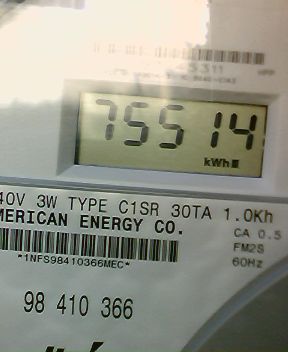 75514
kWh
40V 3W TYPE C1SR 30TA 1.0Kh
MERICAN ENERGY CO.
CA 0.5
FM2S
*1NFS98410366MEC*
60Hz
98 410 366